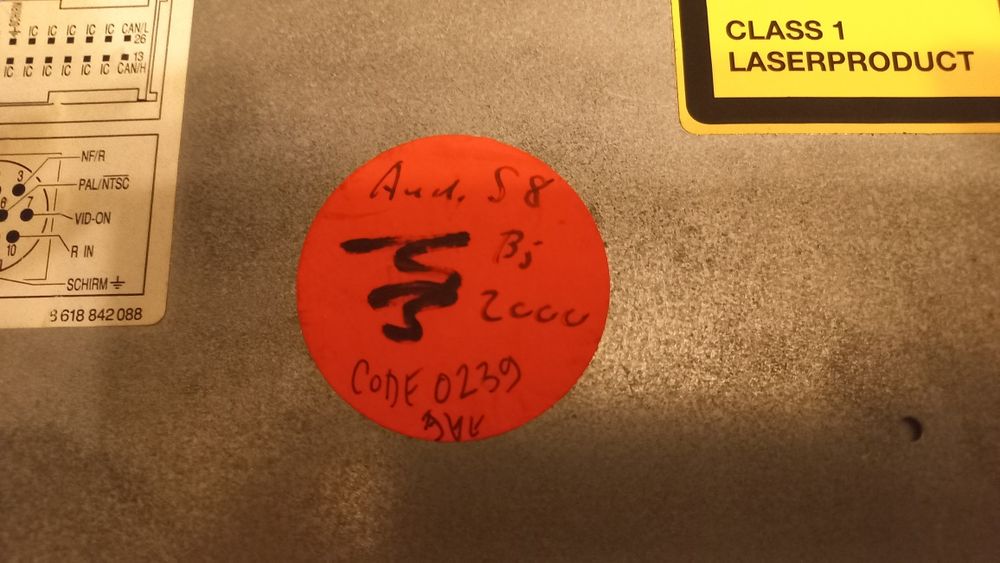 SCHIRM
IC IC IC IC IC CAN/L
26
13
IC IC IC IC IC IC CAN/H
3
NF/R
PAL/NTSC
6
7
VID-ON
10
R IN
SCHIRM
8 618 842 088
CLASS 1
LASERPRODUCT
Audi S8
Bj
2000
CODE 0239